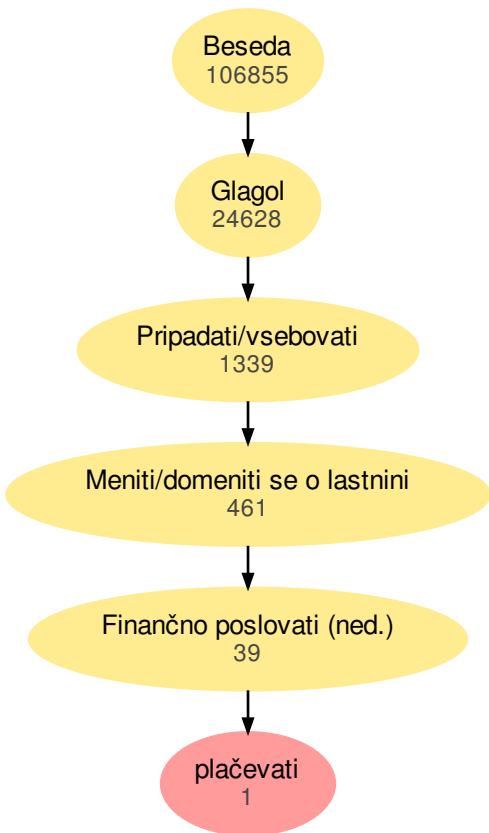 Beseda
106855
Glagol
24628
Pripadati/vsebovati
1339
Meniti/domeniti se o lastnini
461
Finančno poslovati (ned.)
39
plačevati
1